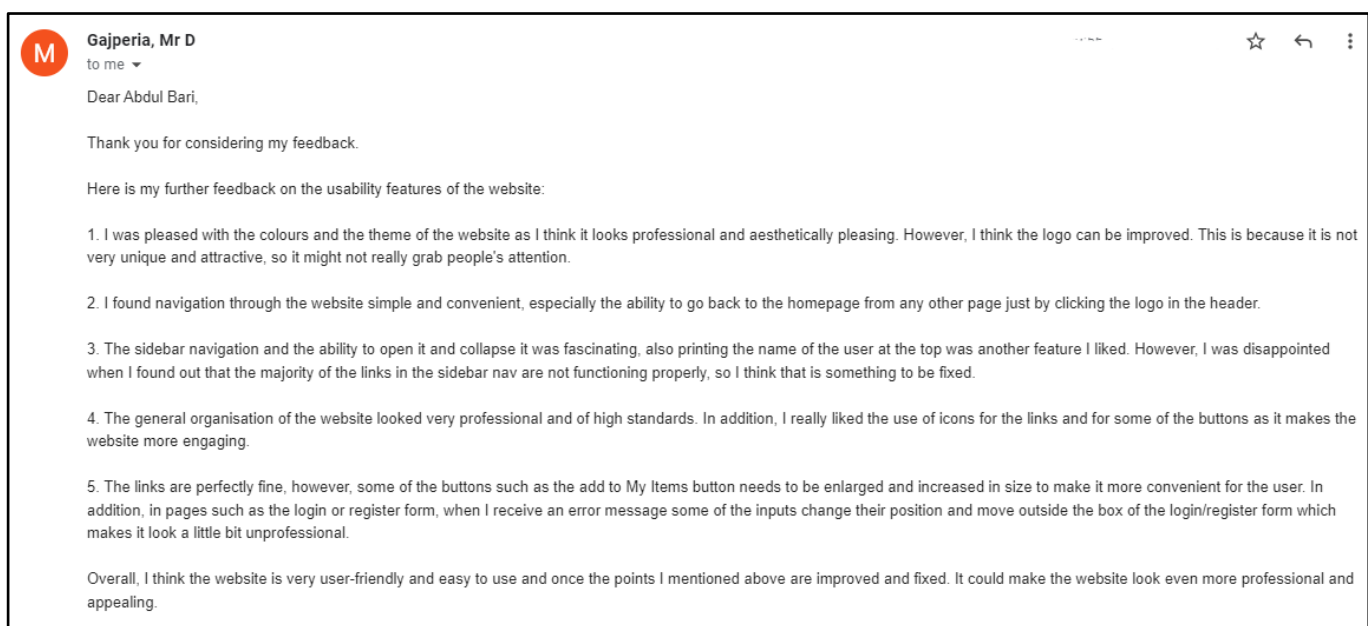 M
Gajperia, Mr D
to me
Dear Abdul Bari,
Thank you for considering my feedback.
Here is my further feedback on the usability features of the website:
1. I was pleased with the colours and the theme of the website as I think it looks professional and aesthetically pleasing. However, I think the logo can be improved. This is because it is not
very unique and attractive, so it might not really grab people's attention.
2. I found navigation through the website simple and convenient, especially the ability to go back to the homepage from any other page just by clicking the logo in the header.
3. The sidebar navigation and the ability to open it and collapse it was fascinating, also printing the name of the user at the top was another feature I liked. However, I was disappointed
when I found out that the majority of the links in the sidebar nav are not functioning properly, so I think that is something to be fixed.
4. The general organisation of the website looked very professional and of high standards. In addition, I really liked the use of icons for the links and for some of the buttons as it makes the
website more engaging.
5. The links are perfectly fine, however, some of the buttons such as the add to My Items button needs to be enlarged and increased in size to make it more convenient for the user. In
addition, in pages such as the login or register form, when I receive an error message some of the inputs change their position and move outside the box of the login/register form which
makes it look a little bit unprofessional.
Overall, I think the website is very user-friendly and easy to use and once the points I mentioned above are improved and fixed. It could make the website look even more professional and
appealing.